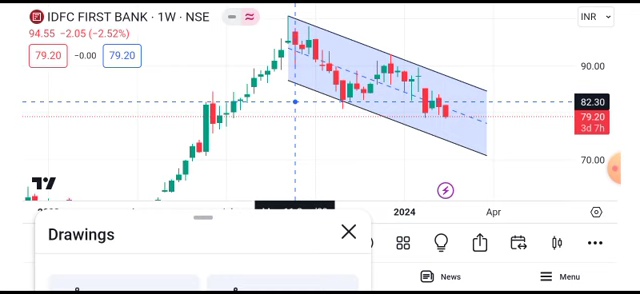 IDFC FIRST BANK · 1W · NSE
INR
94.55 −2.05 (−2.52%)
79.20 −0.00 79.20
90.00
82.30
79.20
3d 7h
70.00
2024 Apr
Drawings
News
Menu